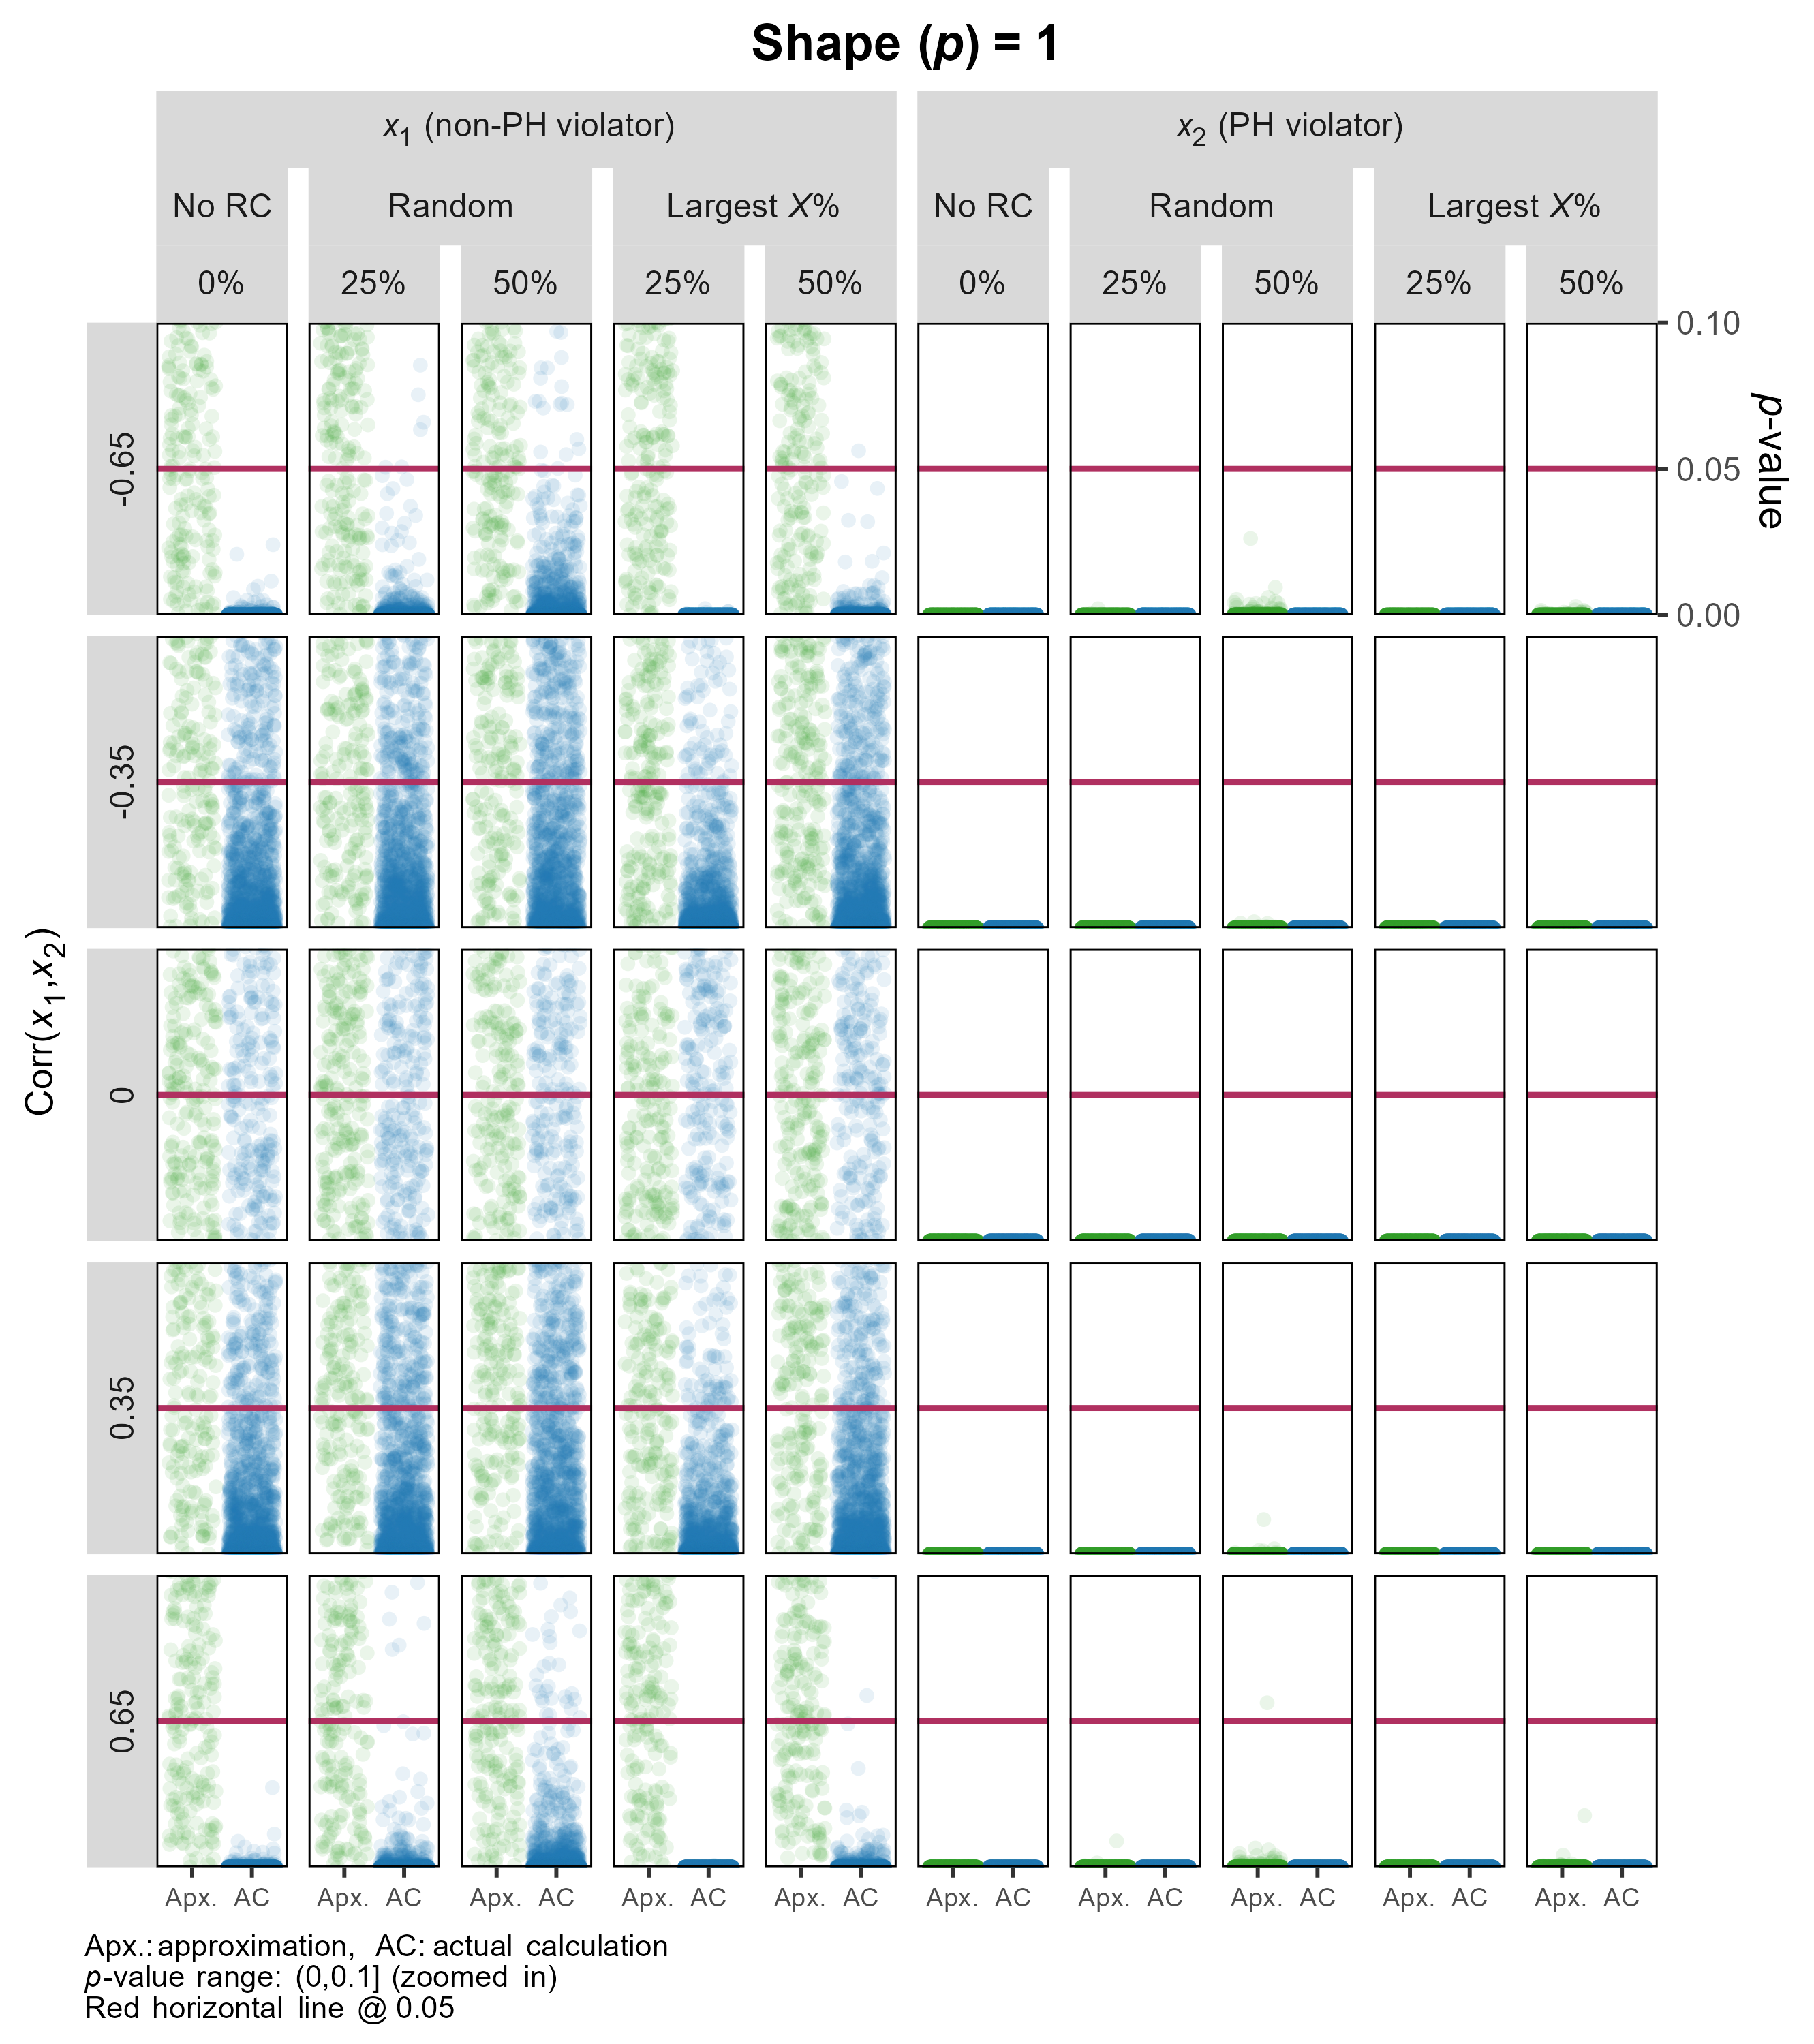 Shape (p) = 1
x1 (non-PH violator) x2 (PH violator)
No RC Random Largest X% No RC Random Largest X%
0% 25% 50% 25% 50% 0% 25% 50% 25% 50%
0.10
0.05
0.00
p-value
-0.65
-0.35
0
0.35
0.65
Corr(x1,x2)
Apx. AC Apx. AC Apx. AC Apx. AC Apx. AC Apx. AC Apx. AC Apx. AC Apx. AC Apx. AC
Apx.: approximation, AC: actual calculation
p-value range: (0,0.1] (zoomed in)
Red horizontal line @ 0.05